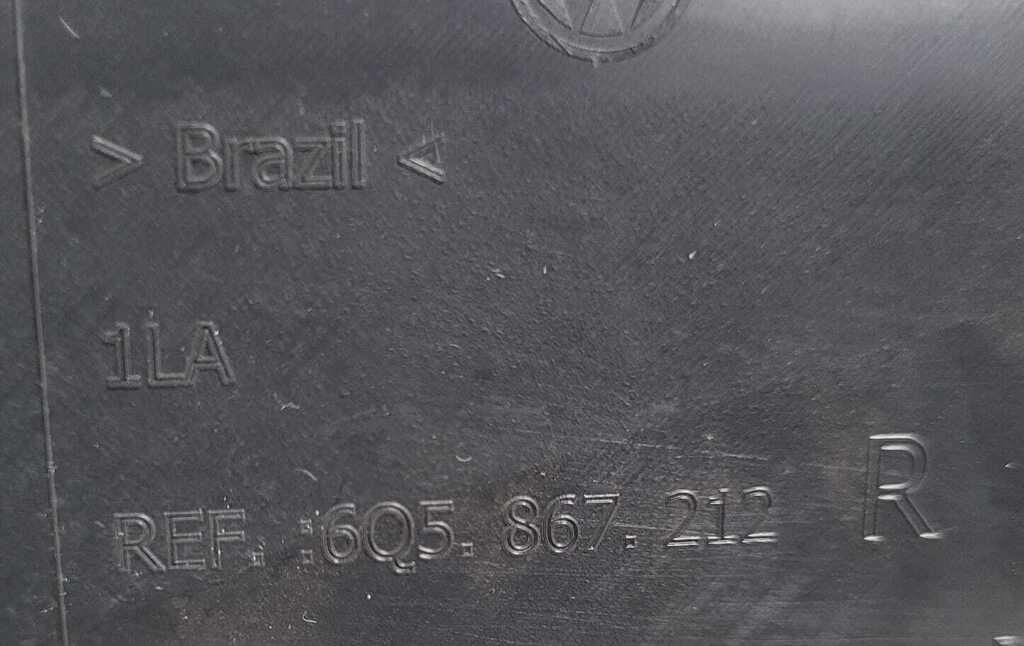 > Brazil <
1LA
REF. :6Q5. 867. 212 R